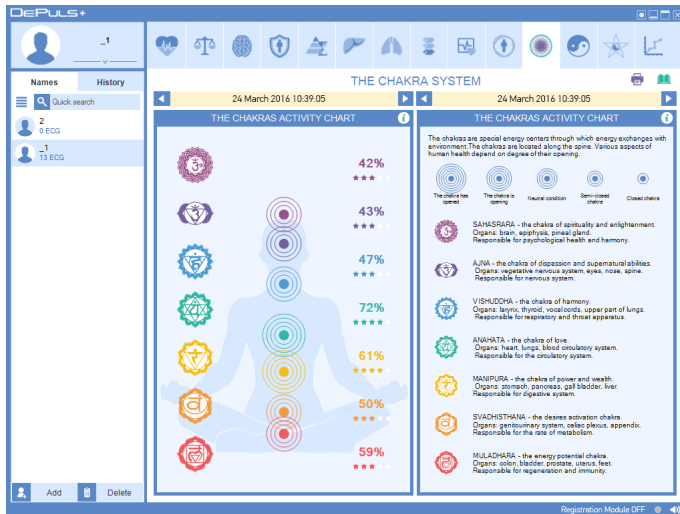 DEPULS+
_1
Names
History
Quick search
2
0 ECG
_1
13 ECG
Add
Delete
THE CHAKRA SYSTEM
24 March 2016 10:39:05
THE CHAKRAS ACTIVITY CHART
42%
43%
47%
72%
61%
50%
59%
24 March 2016 10:39:05
THE CHAKRAS ACTIVITY CHART
The chakras are special energy centers through which energy exchanges with
environment.The chakras are located along the spine. Various aspects of
human health depend on degree of their opening.
The chakra has
opened
The chakra is
opening
Neutral condition
Semi-closed
chakra
Closed chakra
SAHASRARA - the chakra of spirituality and enlightenment.
Organs: brain, epiphysis, pineal gland.
Responsible for psychological health and harmony.
AJNA - the chakra of dispassion and supernatural abilities.
Organs: vegetative nervous system, eyes, nose, spine.
Responsible for nervous system.
VISHUDDHA - the chakra of harmony.
Organs: larynx, thyroid, vocal cords, upper part of lungs.
Responsible for respiratory and throat apparatus.
ANAHATA - the chakra of love.
Organs: heart, lungs, blood circulatory system.
Responsible for the circulatory system.
MANIPURA - the chakra of power and wealth.
Organs: stomach, pancreas, gall bladder, liver.
Responsible for digestive system.
SVADHISTHANA - the desires activation chakra.
Organs: genitourinary system, celiac plexus, appendix.
Responsible for the rate of metabolism.
MULADHARA - the energy potential chakra.
Organs: colon, bladder, prostate, uterus, feet.
Responsible for regeneration and immunity.
Registration Module OFF